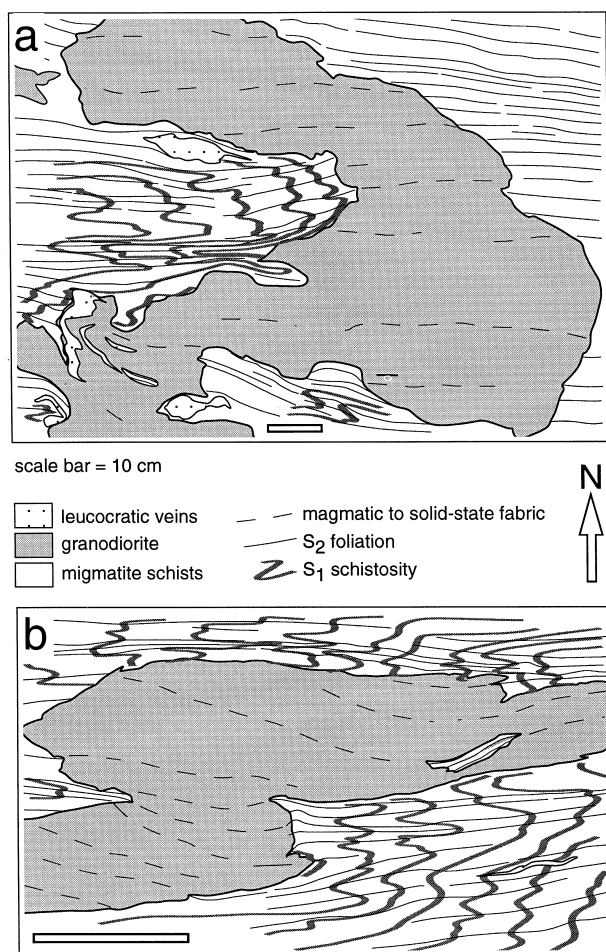 a
scale bar = 10 cm
N
leucocratic veins
granodiorite
migmatite schists
magmatic to solid-state fabric
S₂ foliation
S₁ schistosity
b